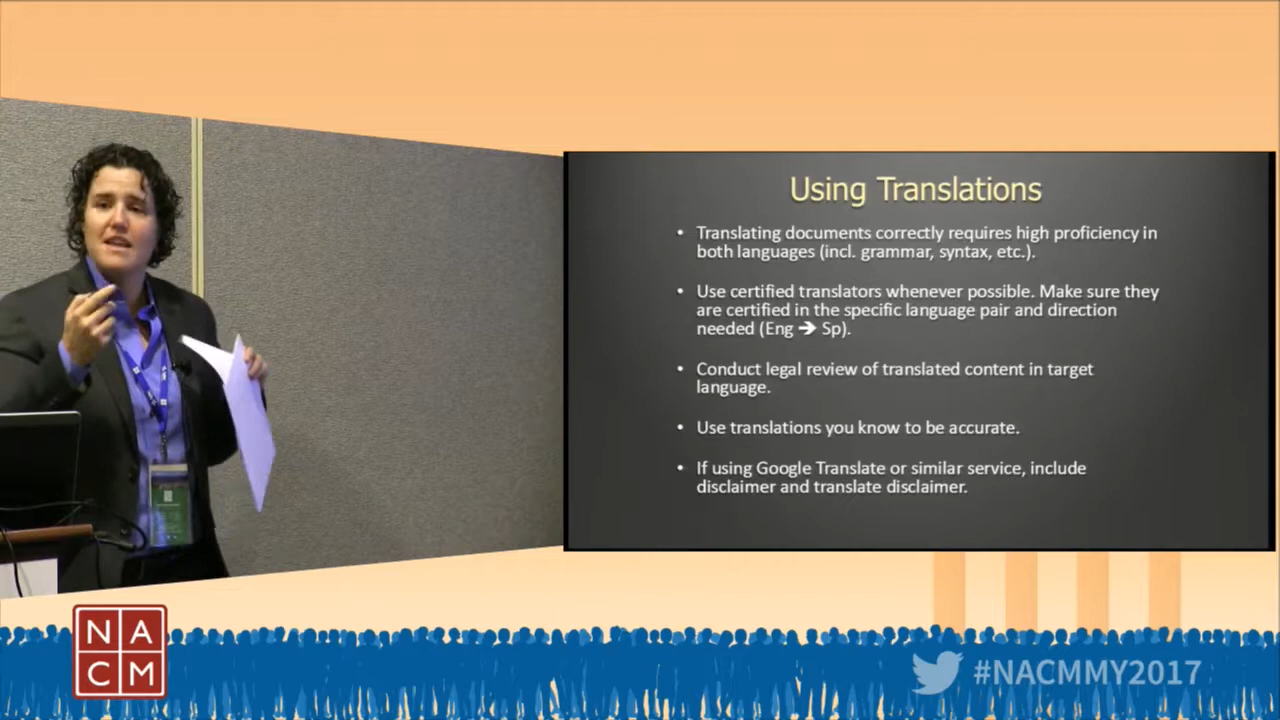 Using Translations
• Translating documents correctly requires high proficiency in
both languages (incl. grammar, syntax, etc.).
• Use certified translators whenever possible. Make sure they
are certified in the specific language pair and direction
needed (Eng ➔ Sp).
• Conduct legal review of translated content in target
language.
• Use translations you know to be accurate.
• If using Google Translate or similar service, include
disclaimer and translate disclaimer.
N A
C M
#NACMMY2017